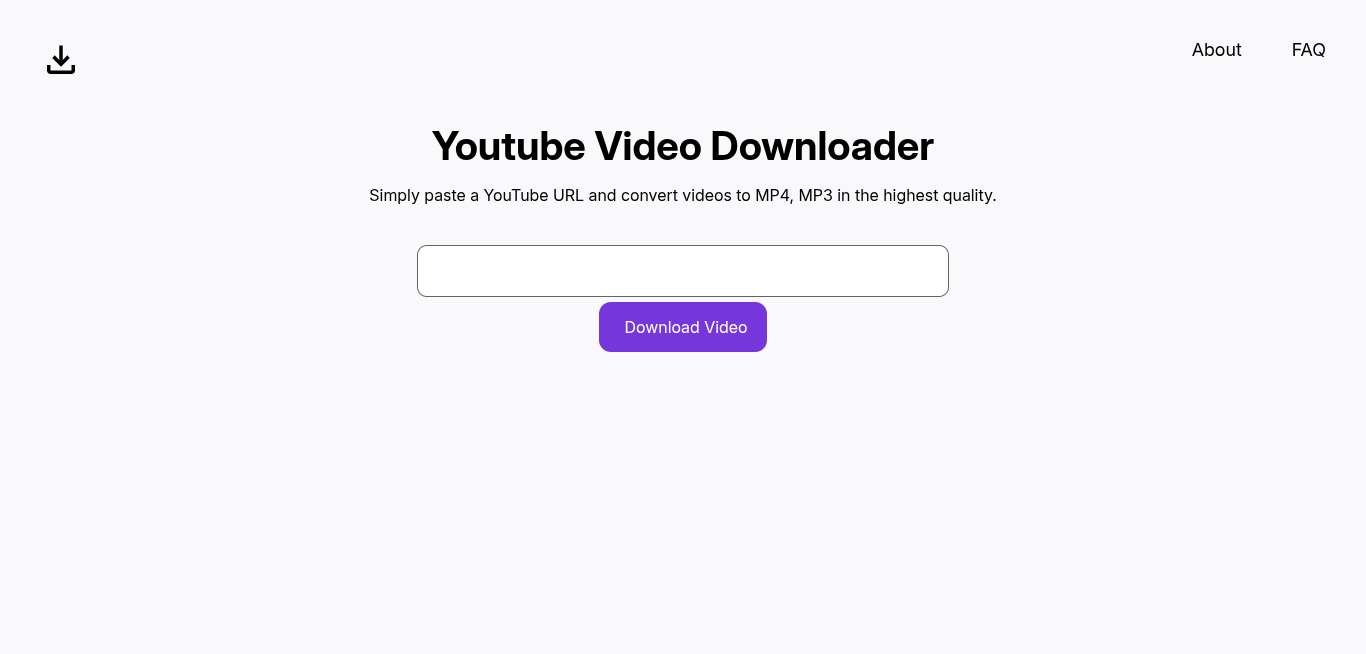 About
FAQ
Youtube Video Downloader
Simply paste a YouTube URL and convert videos to MP4, MP3 in the highest quality.
Download Video